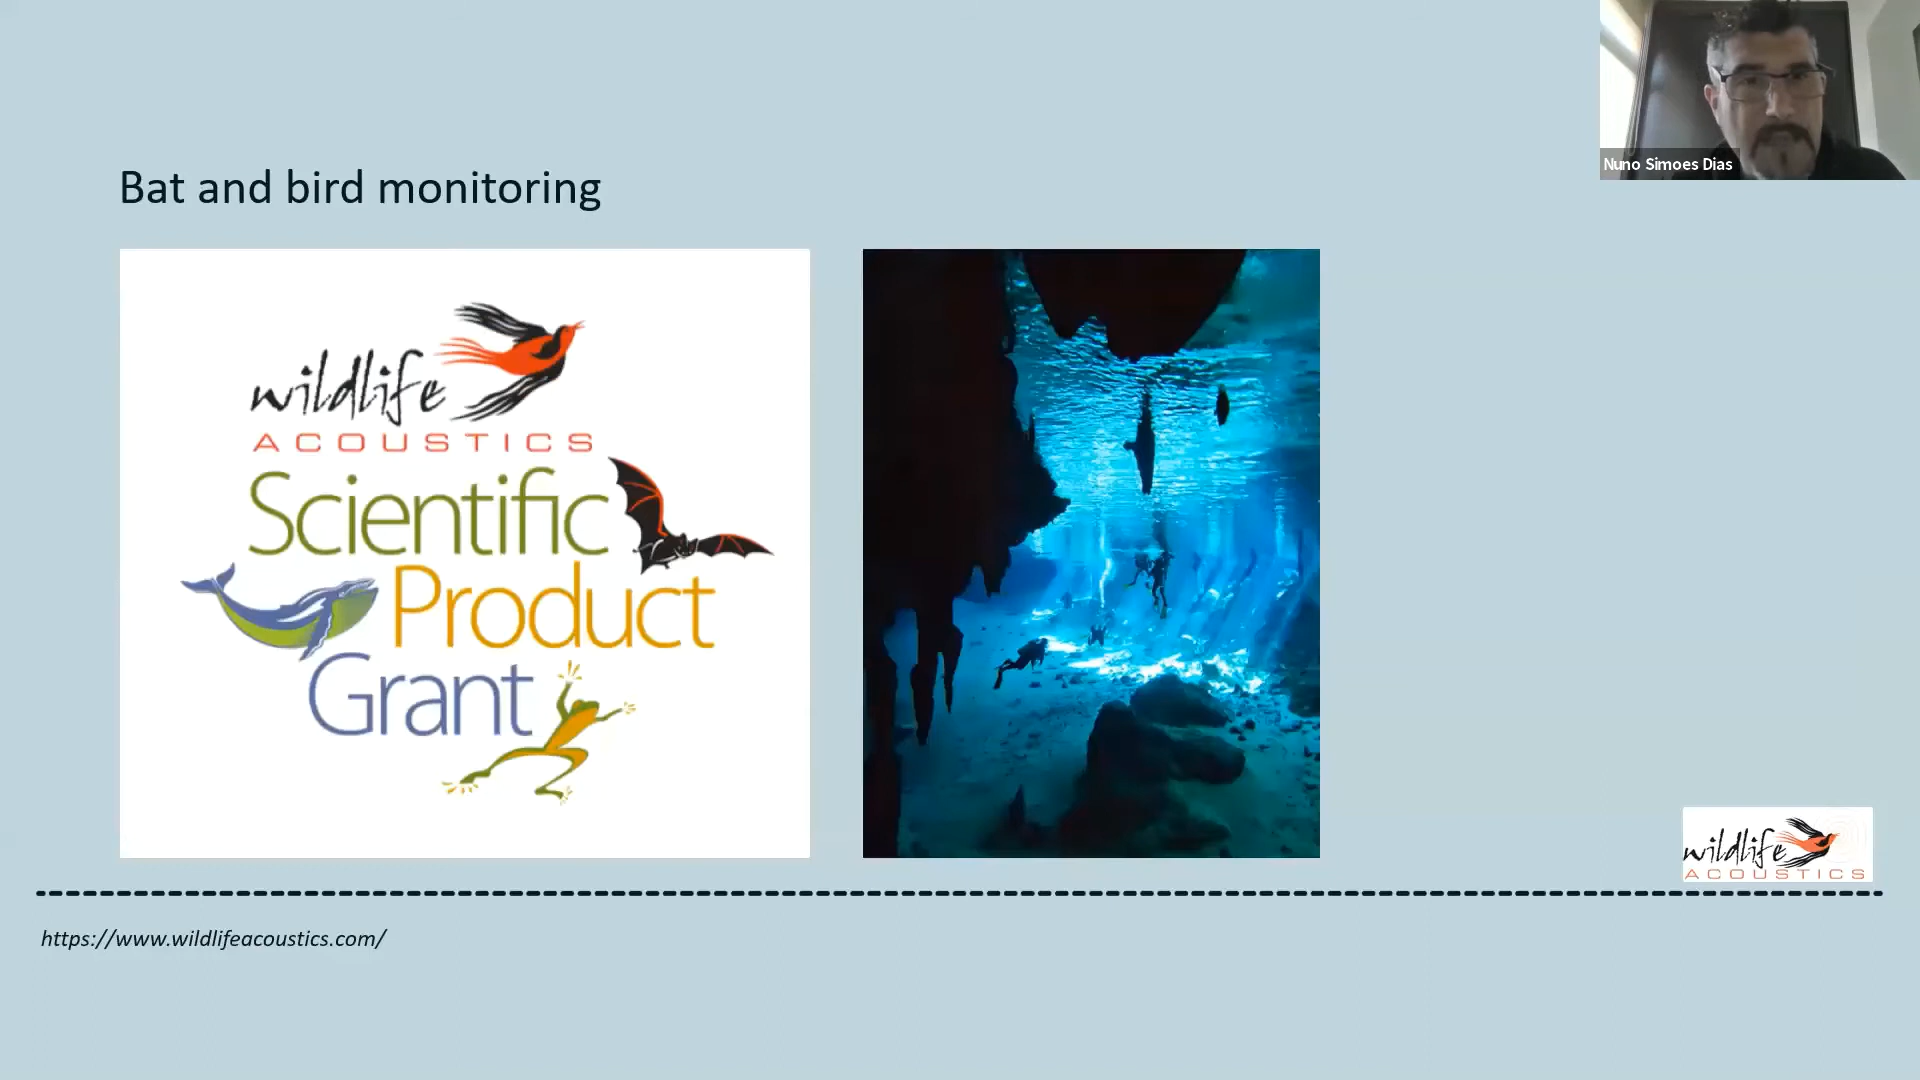 Nuno Simoes Dias
Bat and bird monitoring
wildlife
ACOUSTICS
Scientific
Product
Grant
wildlife
ACOUSTICS
https://www.wildlifeacoustics.com/